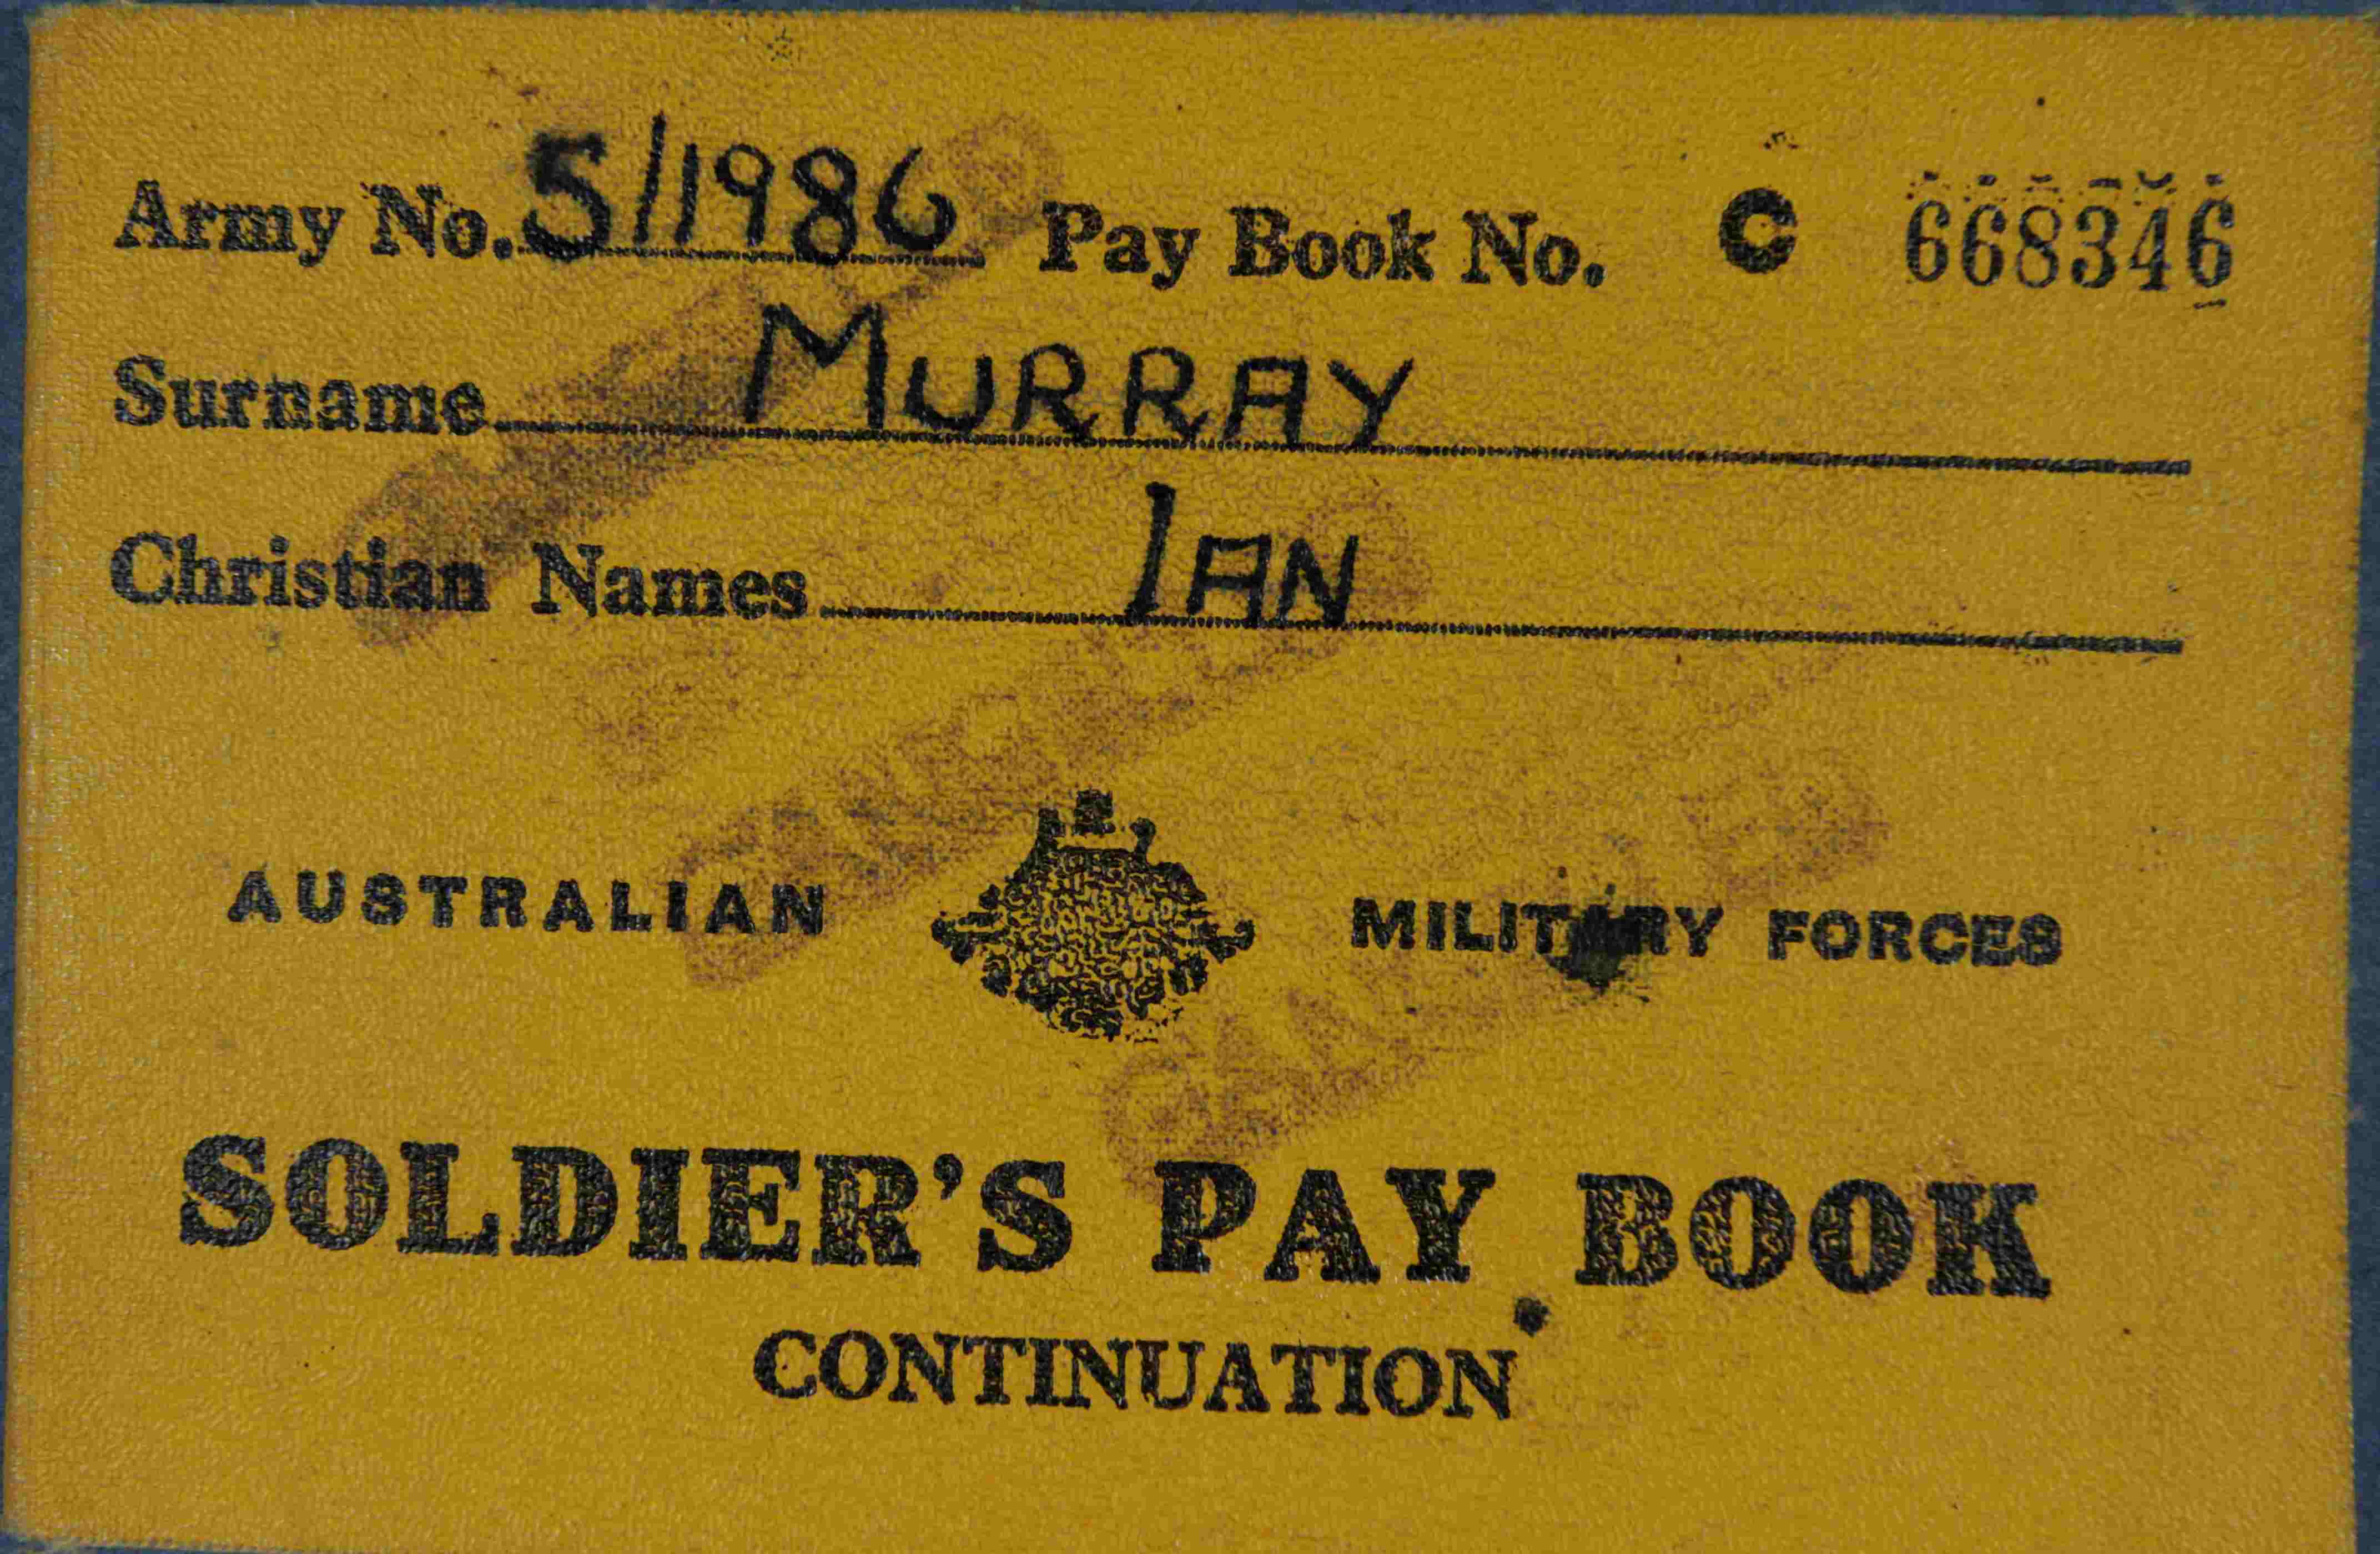 Army No. 5/1986 Pay Book No. C 668346
Surname MURRAY
Christian Names IAN
AUSTRALIAN MILITARY FORCES
SOLDIER'S PAY BOOK
CONTINUATION